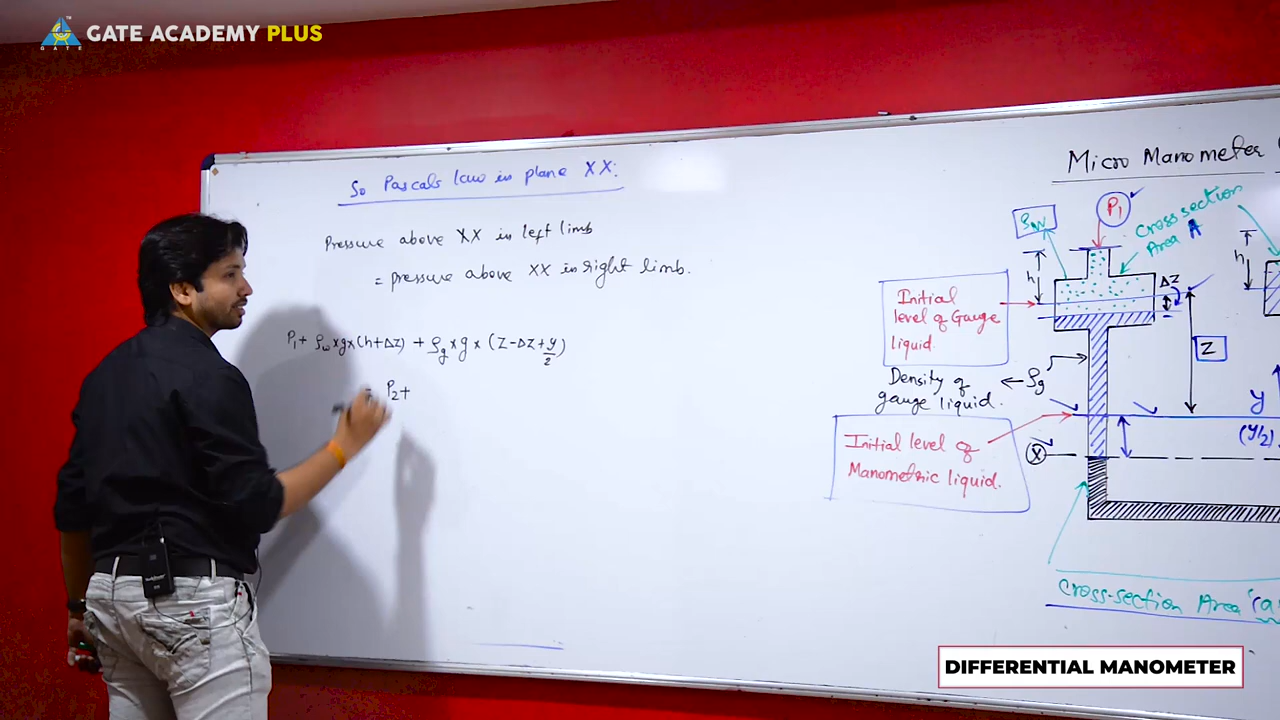 GATE ACADEMY PLUS
GATE
So Pascals law in plane XX:
Pressure above XX in left limb
= pressure above XX in right limb.
P₁+ ρw×g×(h+Δz) + ρg×g×(Z-Δz+y/2)
= P₂+
Micro Manometer
ρw
P₁
Cross section
Area A
h
h
Δz
Initial
level of Gauge
liquid.
Z
Density of
gauge liquid.
← ρg
y
(y/2)
Initial level of
Manometric liquid.
X
Cross-section Area '(a)
DIFFERENTIAL MANOMETER